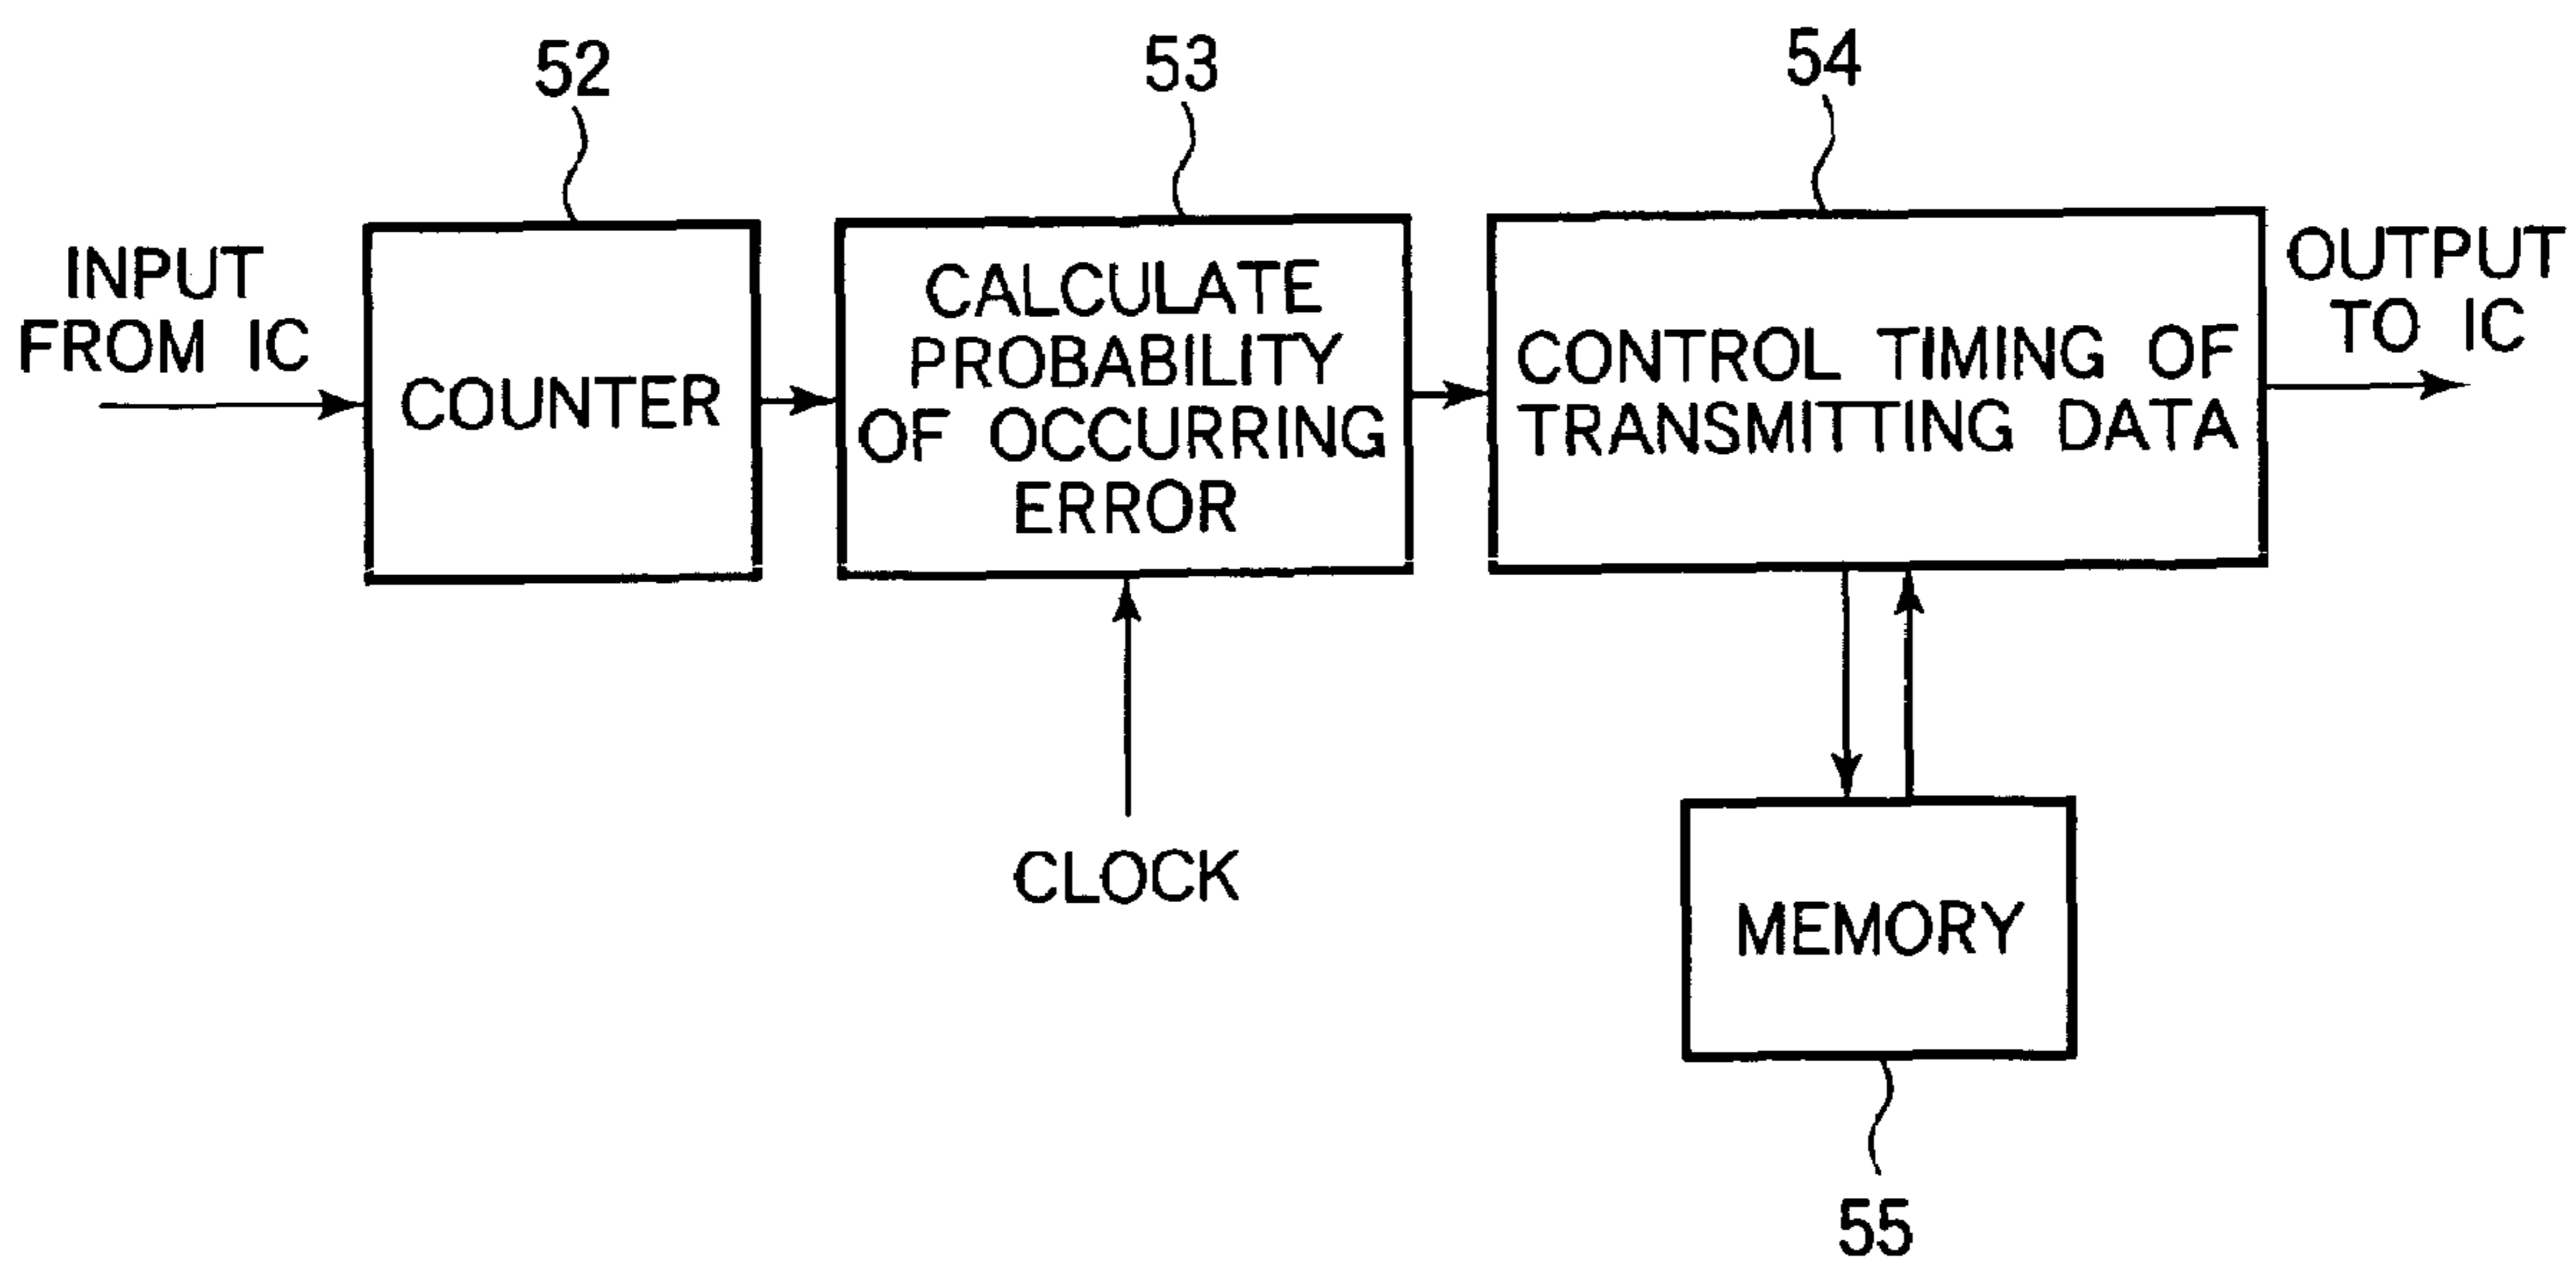 52
53
54
INPUT
FROM IC
COUNTER
CALCULATE
PROBABILITY
OF OCCURRING
ERROR
CONTROL TIMING OF
TRANSMITTING DATA
OUTPUT
TO IC
CLOCK
MEMORY
55